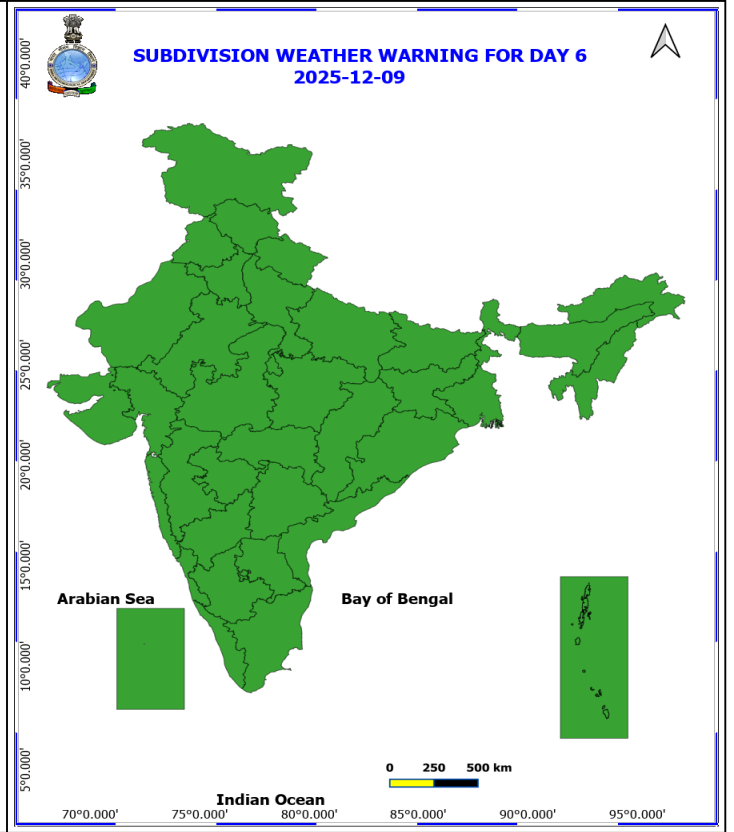 SUBDIVISION WEATHER WARNING FOR DAY 6
2025-12-09
40°0.000'
35°0.000'
30°0.000'
25°0.000'
20°0.000'
15°0.000'
10°0.000'
5°0.000'
Arabian Sea
Bay of Bengal
0 250 500 km
Indian Ocean
70°0.000' 75°0.000' 80°0.000' 85°0.000' 90°0.000' 95°0.000'